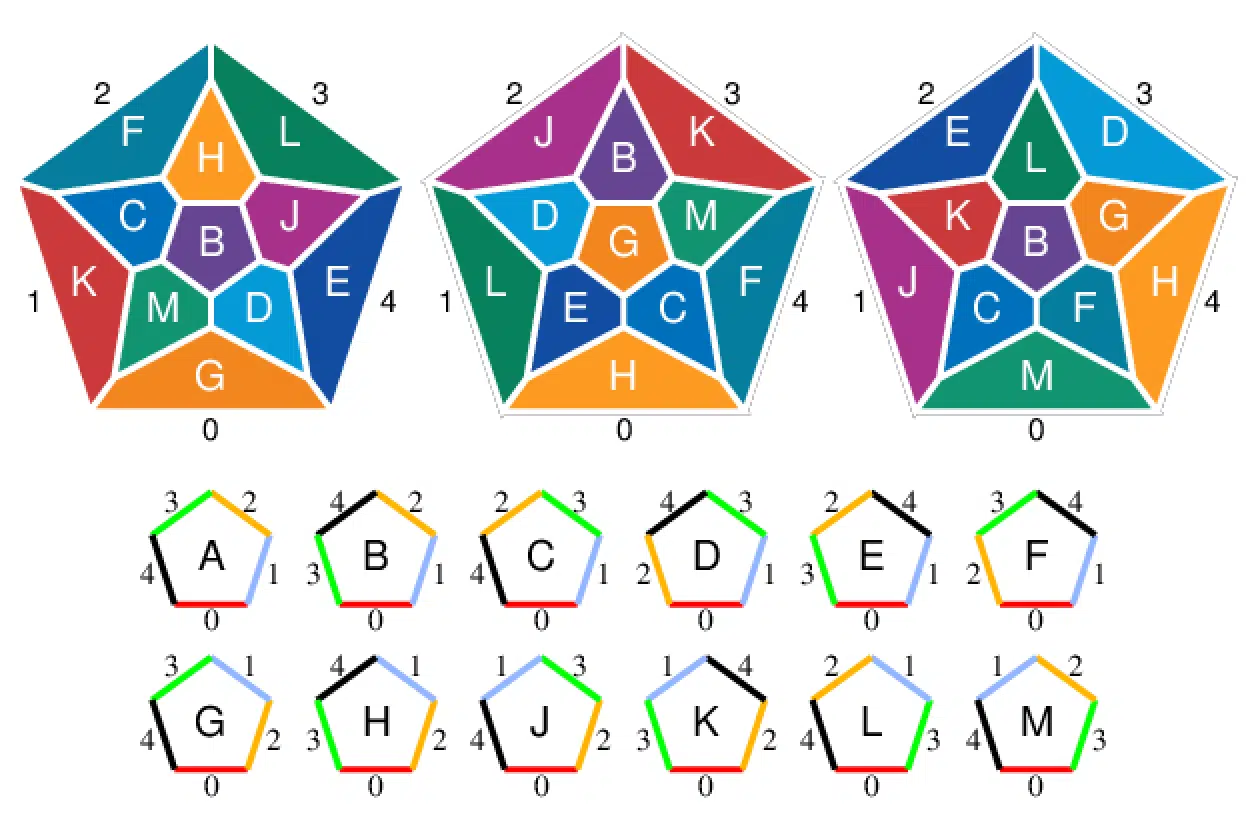 2 3 2 3 2 3
F L J K E D
H B L
C J D M K G
B G B
K E L F J H
M D E C C F
1 4 1 4 1 4
G H M
0 0 0
3 2 4 2 2 3 4 3 2 4 3 4
A B C D E F
4 1 3 1 4 1 2 1 3 1 2 1
0 0 0 0 0 0
3 1 4 1 1 3 1 4 2 1 1 2
G H J K L M
4 2 3 2 4 2 3 2 4 3 4 3
0 0 0 0 0 0